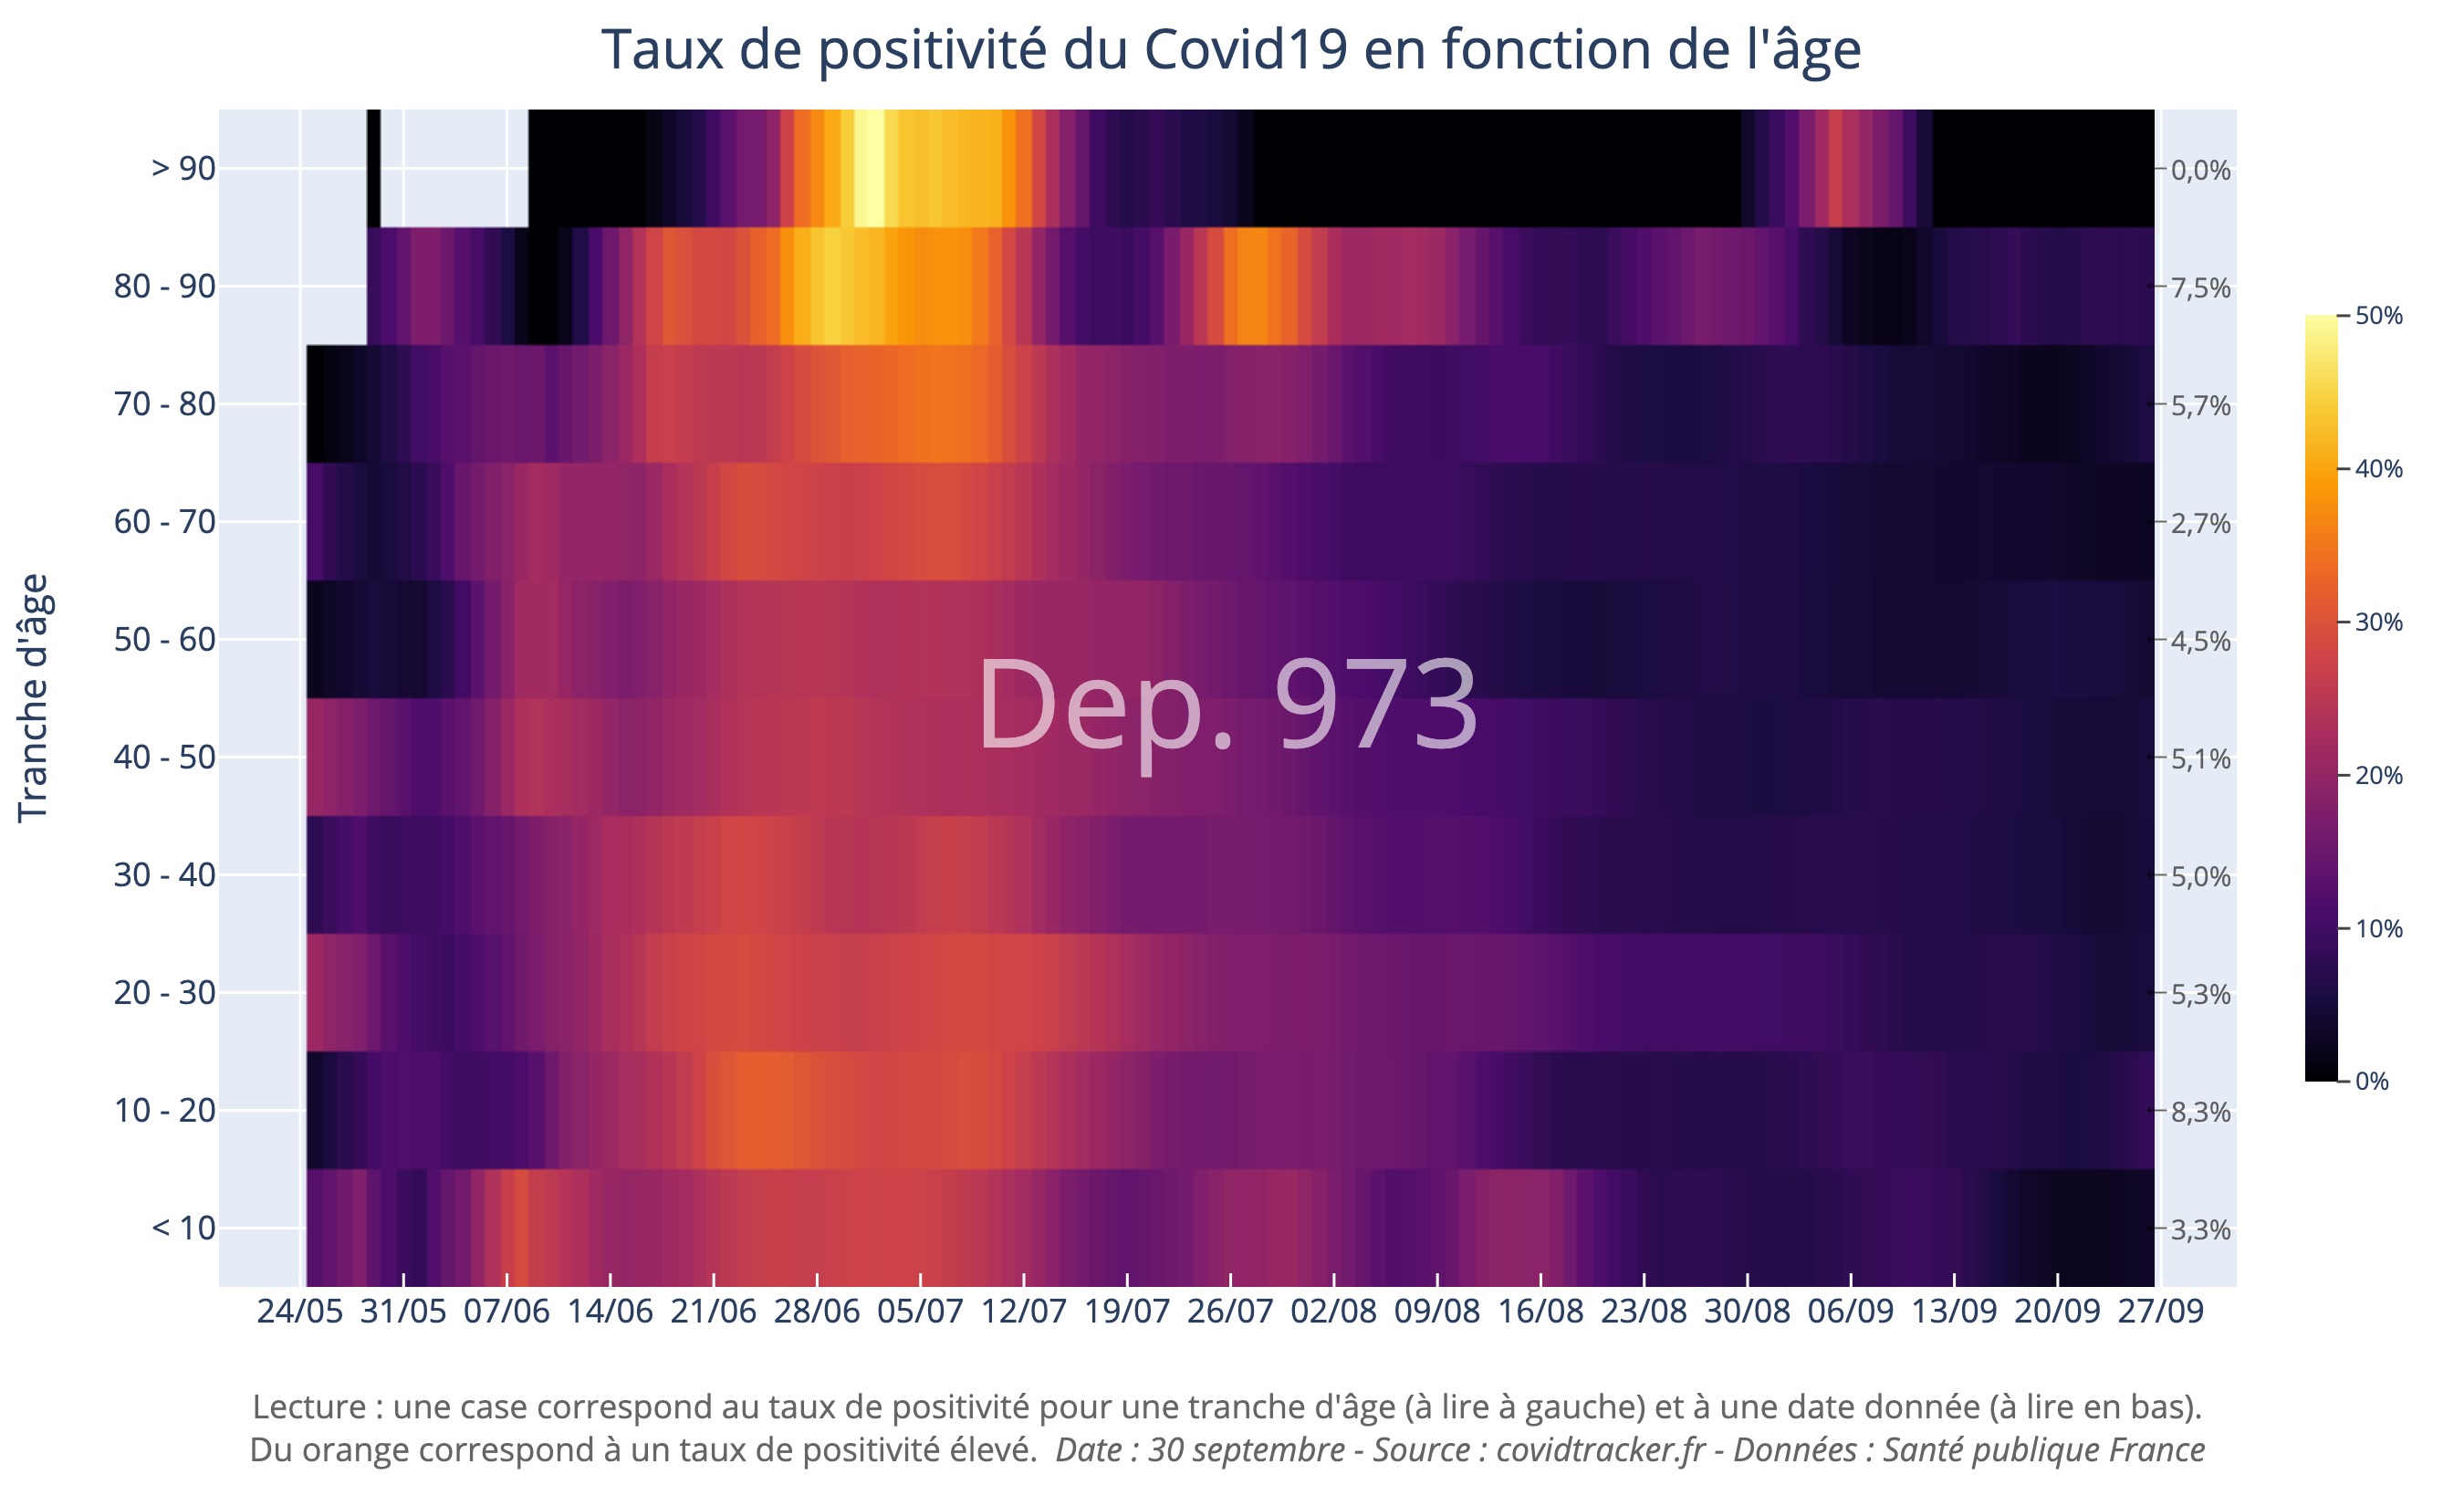 Taux de positivité du Covid19 en fonction de l'âge
Tranche d'âge
> 90
80 - 90
70 - 80
60 - 70
50 - 60
40 - 50
30 - 40
20 - 30
10 - 20
< 10
Dep. 973
0,0%
7,5%
5,7%
2,7%
4,5%
5,1%
5,0%
5,3%
8,3%
3,3%
50%
40%
30%
20%
10%
0%
24/05 31/05 07/06 14/06 21/06 28/06 05/07 12/07 19/07 26/07 02/08 09/08 16/08 23/08 30/08 06/09 13/09 20/09 27/09
Lecture : une case correspond au taux de positivité pour une tranche d'âge (à lire à gauche) et à une date donnée (à lire en bas).
Du orange correspond à un taux de positivité élevé. Date : 30 septembre - Source : covidtracker.fr - Données : Santé publique France